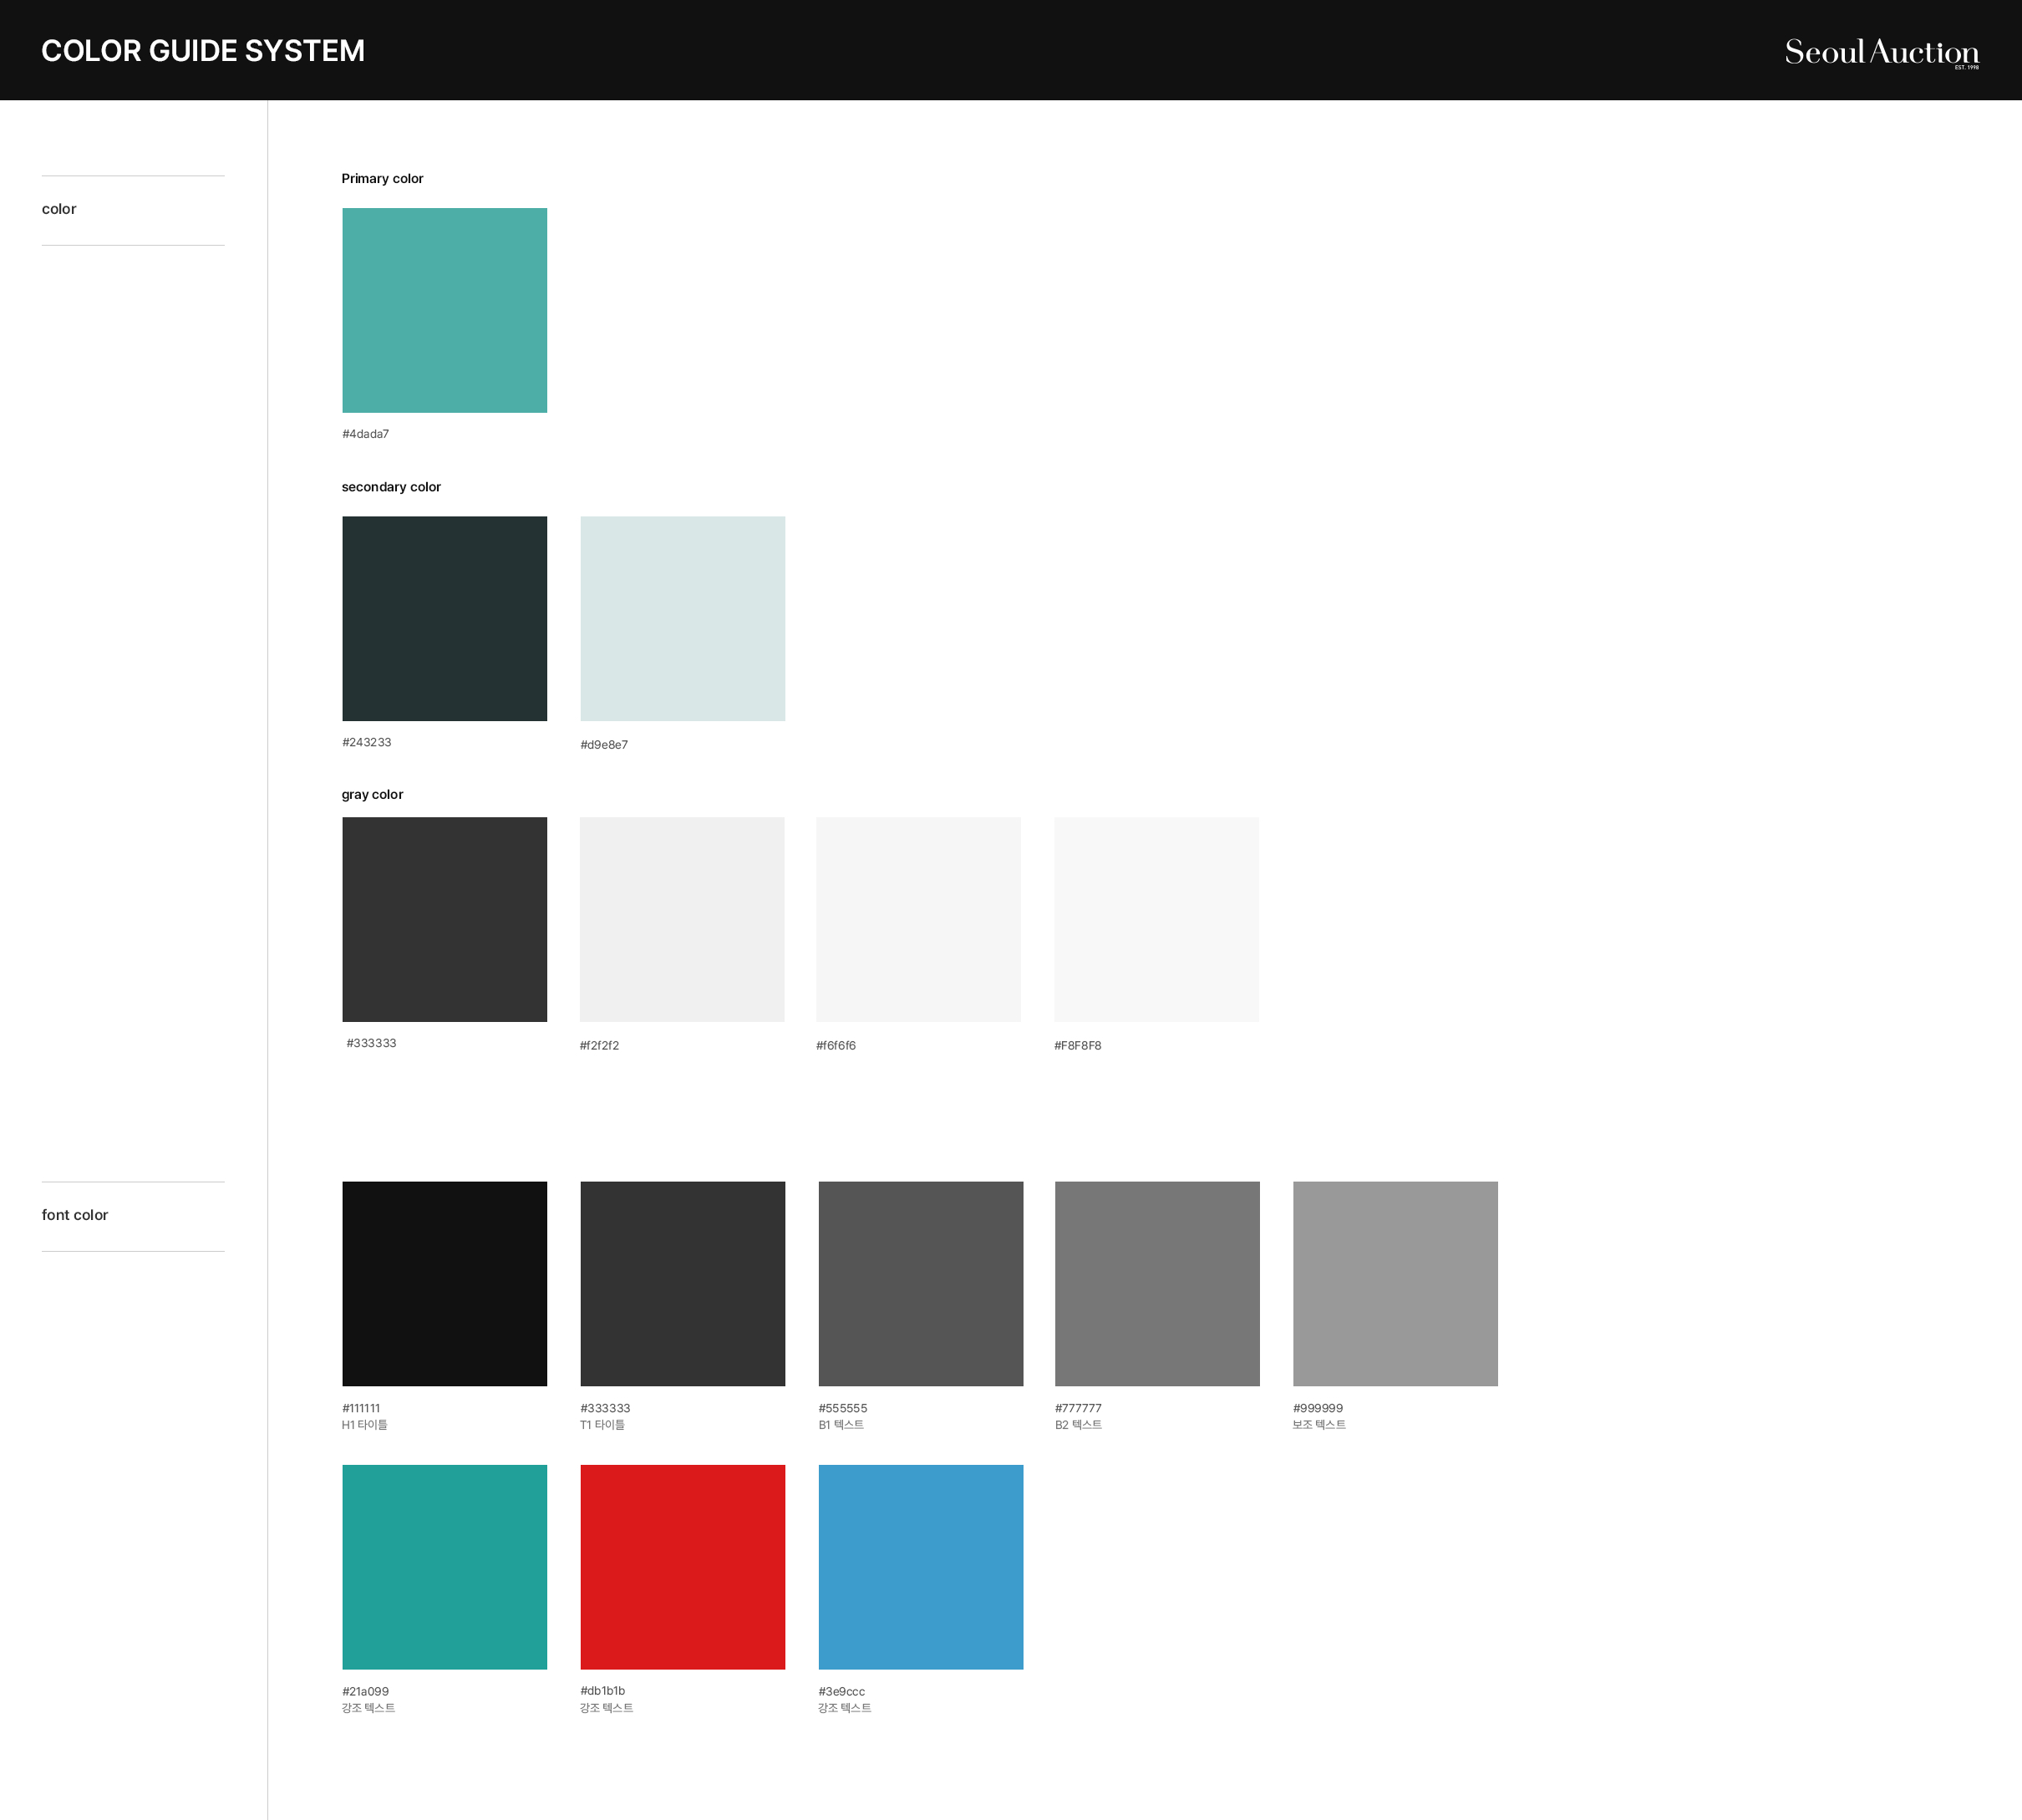 COLOR GUIDE SYSTEM
SeoulAuction
EST. 1998
color
Primary color
#4dada7
secondary color
#243233
#d9e8e7
gray color
#333333
#f2f2f2
#f6f6f6
#F8F8F8
font color
#111111
H1 타이틀
#333333
T1 타이틀
#555555
B1 텍스트
#777777
B2 텍스트
#999999
보조 텍스트
#21a099
강조 텍스트
#db1b1b
강조 텍스트
#3e9ccc
강조 텍스트